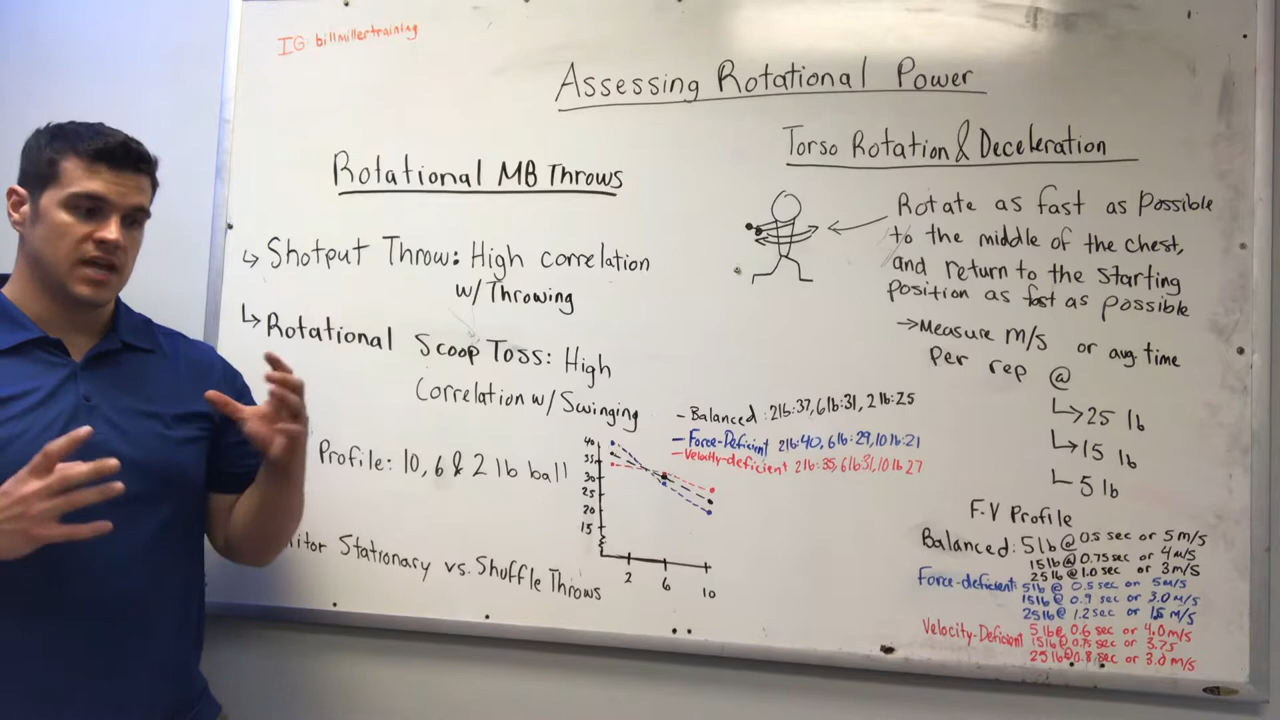 IG: billmillertraining
Assessing Rotational Power
Rotational MB Throws
Shotput Throw: High correlation
w/ Throwing
Rotational Scoop Toss: High
Correlation w/ Swinging
Profile: 10, 6 & 2 lb ball
Stationary vs. Shuffle Throws
- Balanced: 2lb:37, 6lb:31, 2lb:25
- Force-Deficient 2lb:40, 6lb:29, 10lb:21
- Velocity-deficient 2lb:35, 6lb:31, 10lb 27
40
35
30
25
20
15
2 6 10
Torso Rotation & Deceleration
Rotate as fast as possible
to the middle of the chest,
and return to the starting
position as fast as possible
→Measure m/s or avg time
Per rep @
→25 lb
→15 lb
5 lb
F.V Profile
Balanced: 5lb @ 0.5 sec or 5m/s
15lb @ 0.75 sec or 4m/s
25lb @ 1.0 sec or 3m/s
Force-deficient: 5lb @ 0.5 sec or 5m/s
15lb @ 0.9 sec or 3.0 m/s
25lb @ 1.2sec or 1.5 m/s
Velocity-Deficient 5lb@ 0.6 sec or 4.0m/s
15lb@0.75 sec or 3.75
25lb@0.8 sec or 3.0 m/s